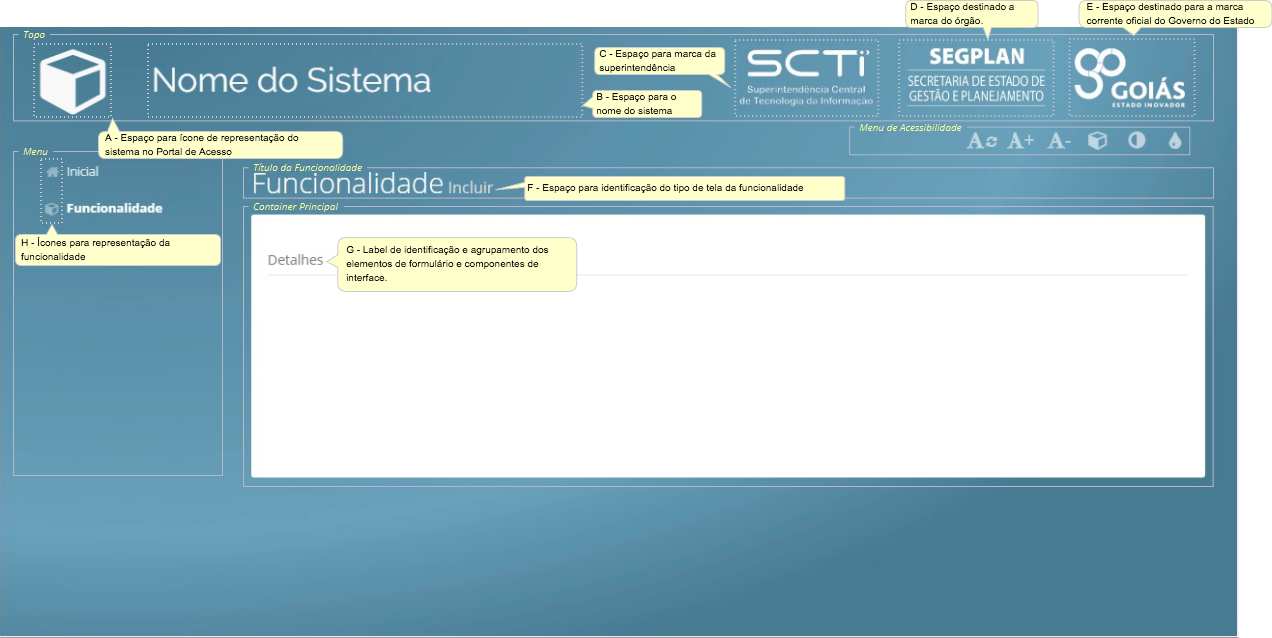 D - Espaço destinado a
marca do órgão.
E - Espaço destinado para a marca
corrente oficial do Governo do Estado
Topo
Nome do Sistema
C - Espaço para marca da
superintendência
B - Espaço para o
nome do sistema
SCTi
Superintendência Central
de Tecnologia da Informação
SEGPLAN
SECRETARIA DE ESTADO DE
GESTÃO E PLANEJAMENTO
GOIÁS
ESTADO INOVADOR
A - Espaço para ícone de representação do
sistema no Portal de Acesso
Menu de Acessibilidade
A A+ A-
Menu
Inicial
Funcionalidade
H - Ícones para representação da
funcionalidade
Título da Funcionalidade
Funcionalidade Incluir
F - Espaço para identificação do tipo de tela da funcionalidade
Container Principal
Detalhes
G - Label de identificação e agrupamento dos
elementos de formulário e componentes de
interface.